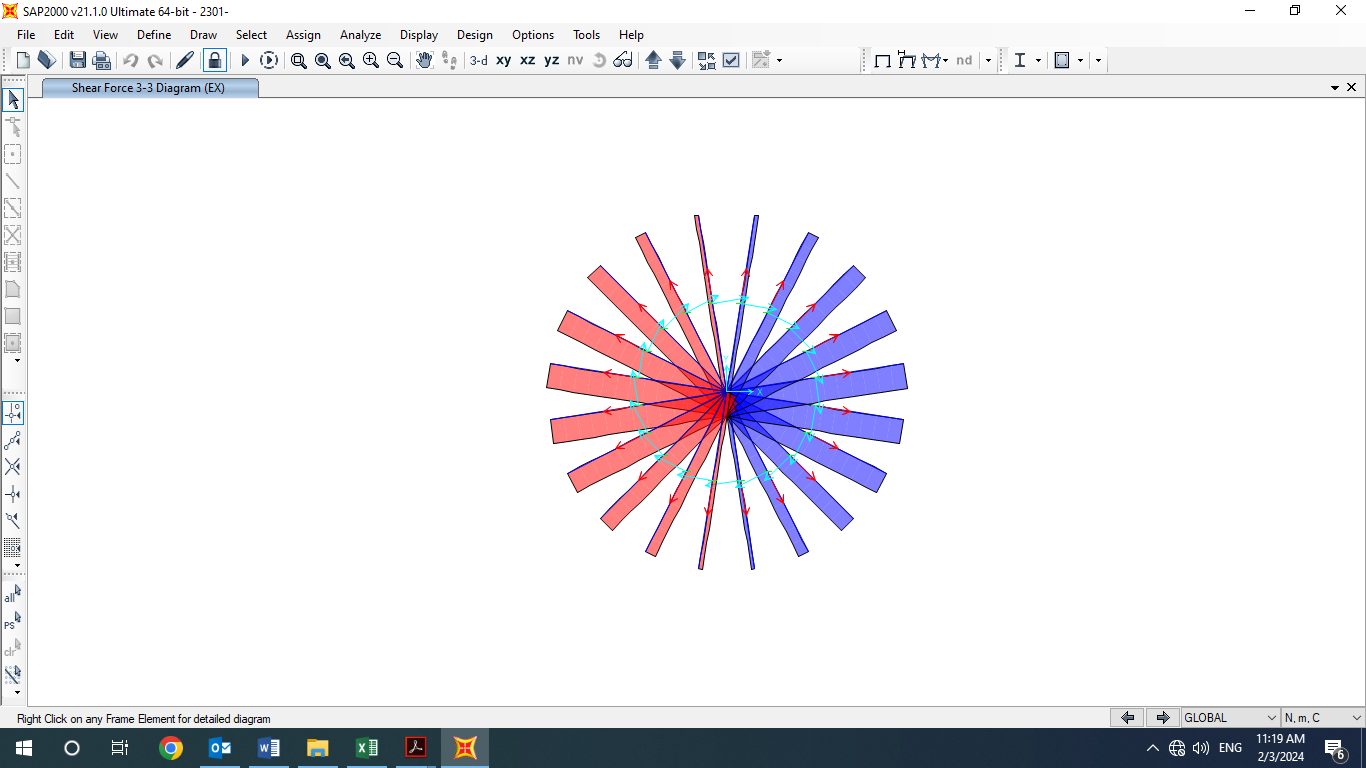 SAP2000 v21.1.0 Ultimate 64-bit - 2301-
File Edit View Define Draw Select Assign Analyze Display Design Options Tools Help
3-d xy xz yz nv nd
Shear Force 3-3 Diagram (EX)
X
all
PS
clr
Right Click on any Frame Element for detailed diagram
GLOBAL
N, m, C
ENG
11:19 AM
2/3/2024
6